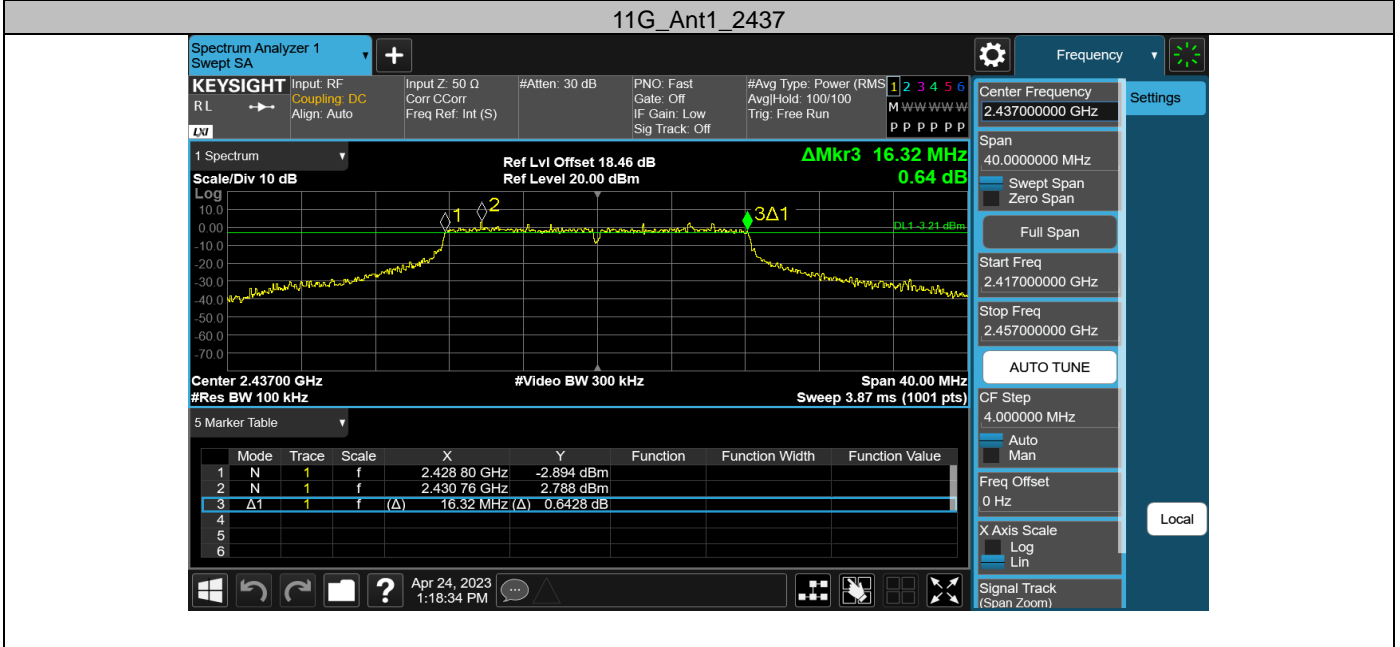 11G_Ant1_2437
Spectrum Analyzer 1
Swept SA
+
Frequency
KEYSIGHT
RL
LXI
Input: RF
Coupling: DC
Align: Auto
Input Z: 50 Ω
Corr CCorr
Freq Ref: Int (S)
#Atten: 30 dB
PNO: Fast
Gate: Off
IF Gain: Low
Sig Track: Off
#Avg Type: Power (RMS
Avg|Hold: 100/100
Trig: Free Run
1 2 3 4 5 6
M W W W W W
P P P P P P
1 Spectrum
Scale/Div 10 dB
Ref Lvl Offset 18.46 dB
Ref Level 20.00 dBm
ΔMkr3 16.32 MHz
0.64 dB
Log
10.0
0.00
-10.0
-20.0
-30.0
-40.0
-50.0
-60.0
-70.0
1
2
3Δ1
DL1 -3.21 dBm
Center 2.43700 GHz
#Video BW 300 kHz
Span 40.00 MHz
#Res BW 100 kHz
Sweep 3.87 ms (1001 pts)
5 Marker Table
Mode Trace Scale X Y Function Function Width Function Value
1 N 1 f 2.428 80 GHz -2.894 dBm
2 N 1 f 2.430 76 GHz 2.788 dBm
3 Δ1 1 f (Δ) 16.32 MHz (Δ) 0.6428 dB
4
5
6
?
Apr 24, 2023
1:18:34 PM
Center Frequency
2.437000000 GHz
Span
40.0000000 MHz
Swept Span
Zero Span
Full Span
Start Freq
2.417000000 GHz
Stop Freq
2.457000000 GHz
AUTO TUNE
CF Step
4.000000 MHz
Auto
Man
Freq Offset
0 Hz
X Axis Scale
Log
Lin
Signal Track
(Span Zoom)
Settings
Local